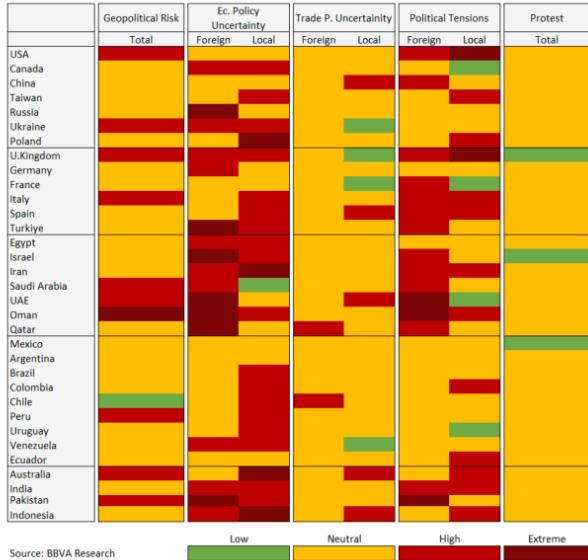 Geopolitical Risk Ec. Policy Uncertainty Trade P. Uncertainity Political Tensions Protest
Total Foreign Local Foreign Local Foreign Local Total
USA
Canada
China
Taiwan
Russia
Ukraine
Poland
U.Kingdom
Germany
France
Italy
Spain
Turkiye
Egypt
Israel
Iran
Saudi Arabia
UAE
Oman
Qatar
Mexico
Argentina
Brazil
Colombia
Chile
Peru
Uruguay
Venezuela
Ecuador
Australia
India
Pakistan
Indonesia
Low Neutral High Extreme
Source: BBVA Research